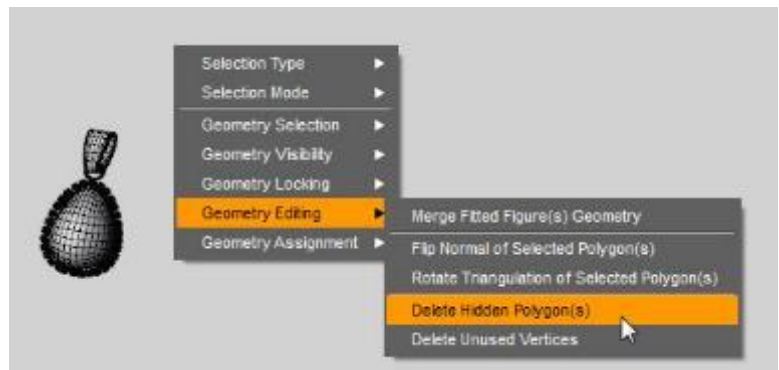 Selection Type
Selection Mode
Geometry Selection
Geometry Visibility
Geometry Locking
Geometry Editing
Geometry Assignment
Merge Fitted Figure(s) Geometry
Flip Normal of Selected Polygon(s)
Rotate Triangulation of Selected Polygon(s)
Delete Hidden Polygon(s)
Delete Unused Vertices